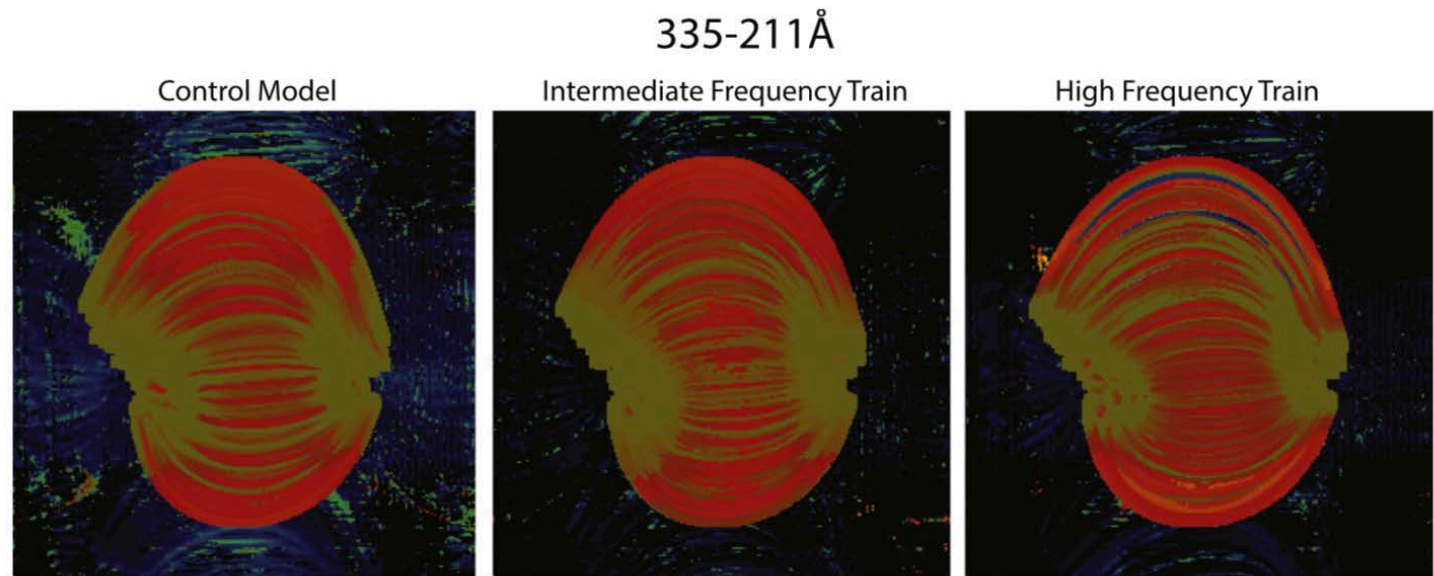 335-211Å
Control Model
Intermediate Frequency Train
High Frequency Train